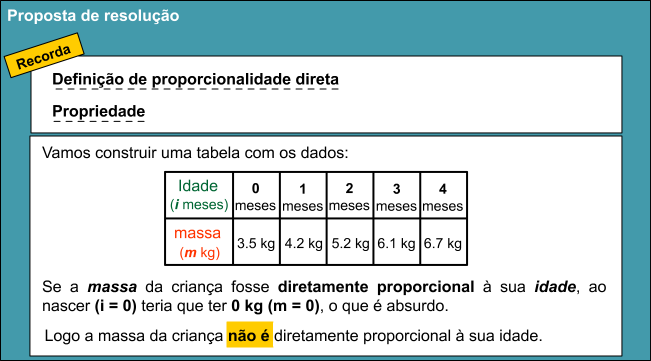 Proposta de resolução
Recorda
Definição de proporcionalidade direta
Propriedade
Vamos construir uma tabela com os dados:
Idade (i meses) 0 meses 1 meses 2 meses 3 meses 4 meses
massa (m kg) 3.5 kg 4.2 kg 5.2 kg 6.1 kg 6.7 kg
Se a massa da criança fosse diretamente proporcional à sua idade, ao
nascer (i = 0) teria que ter 0 kg (m = 0), o que é absurdo.
Logo a massa da criança não é diretamente proporcional à sua idade.